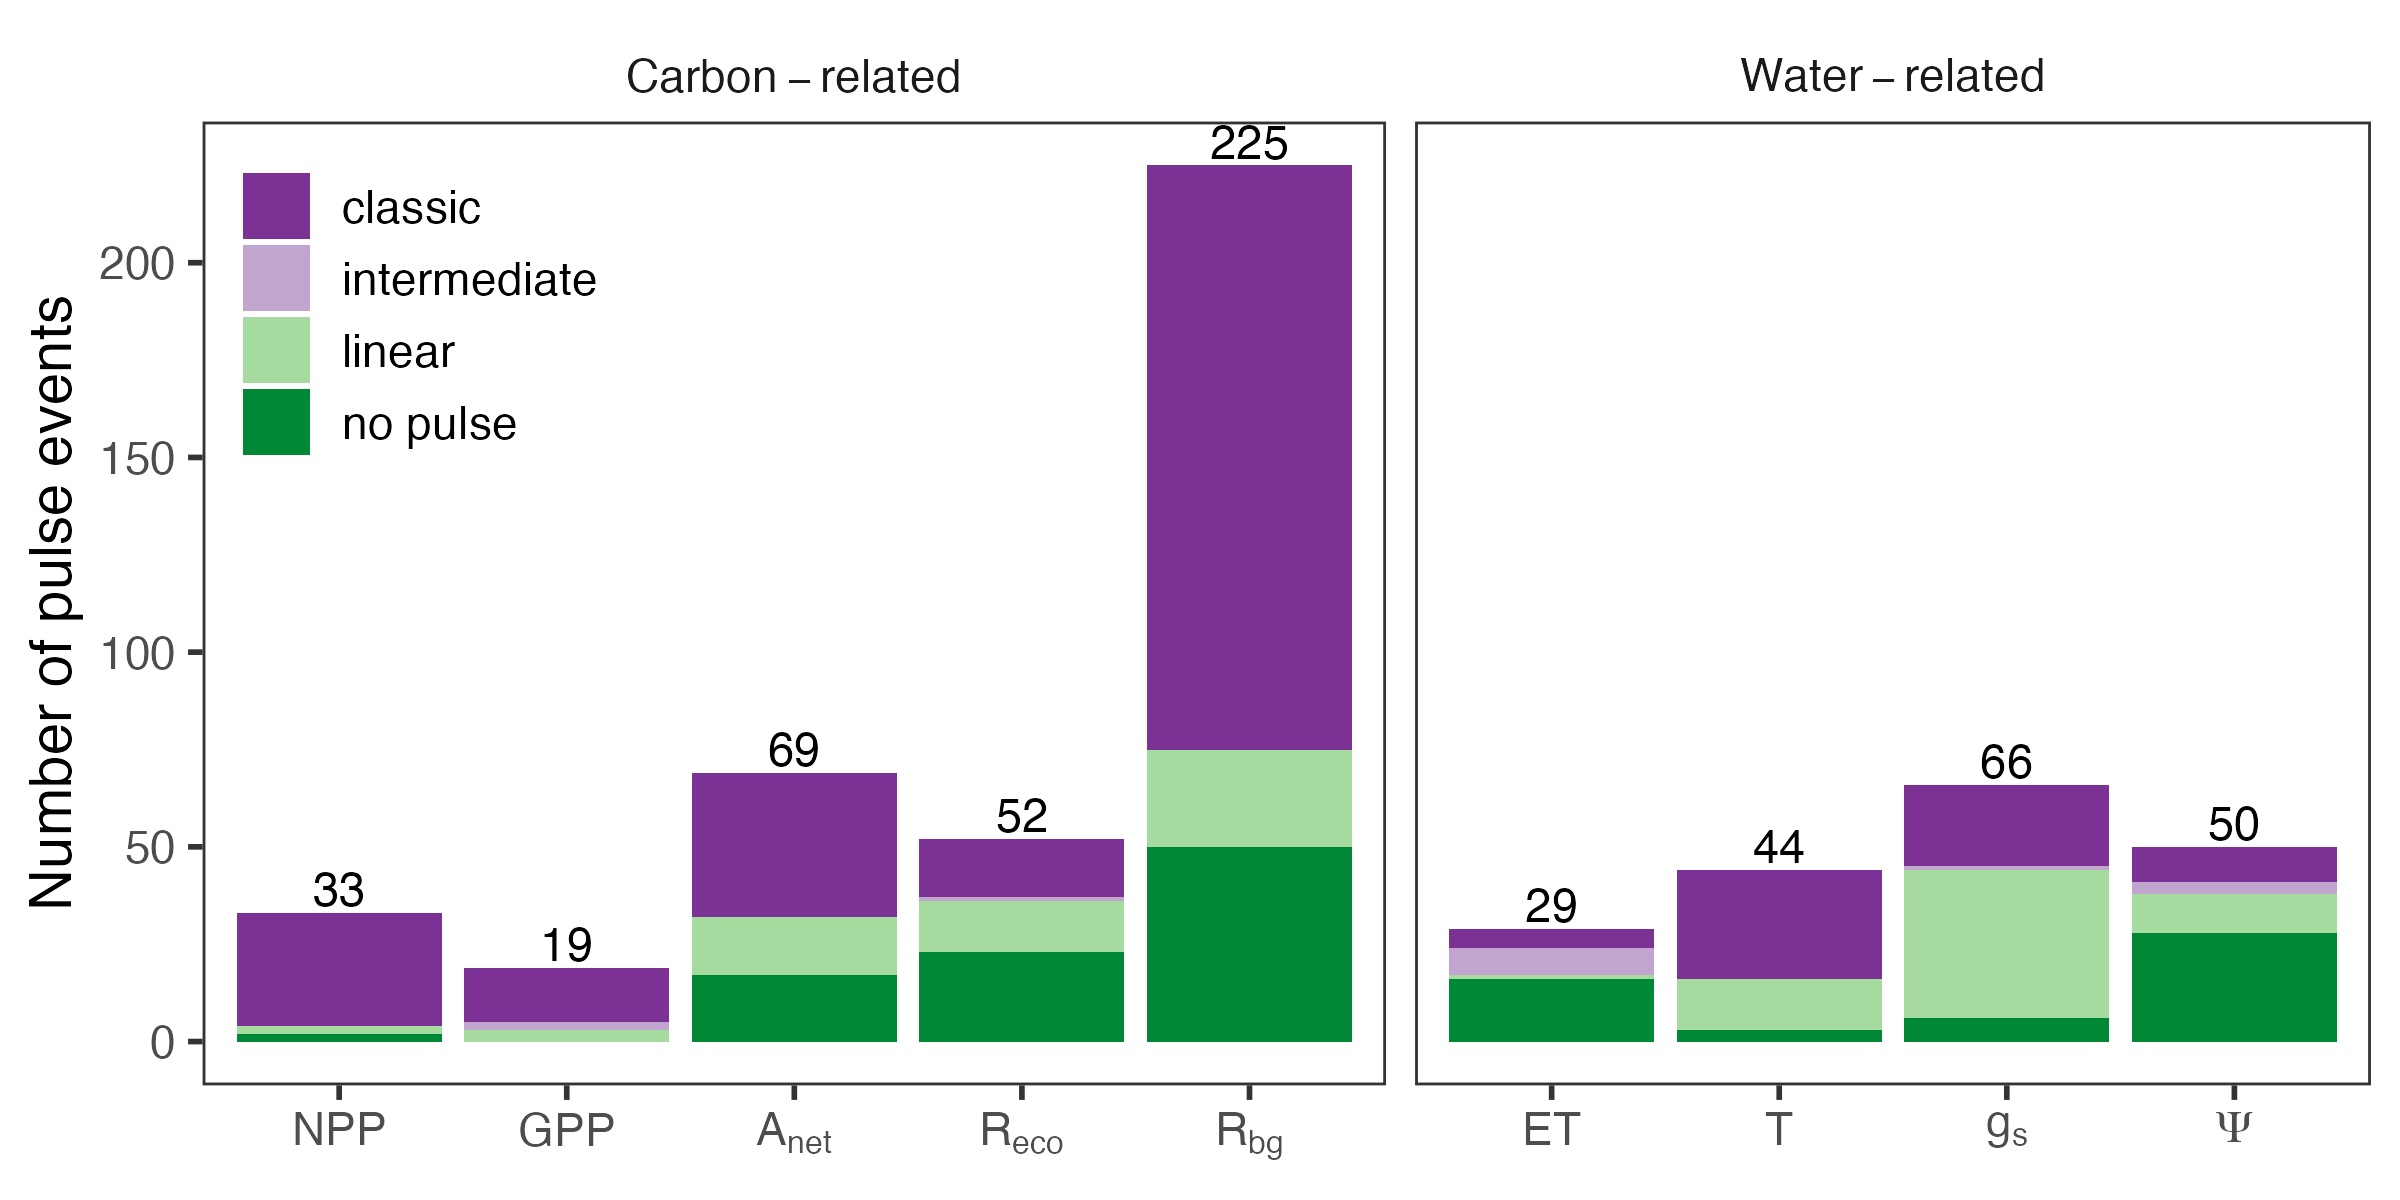 Carbon – related
Water – related
Number of pulse events
200
150
100
50
0
classic
intermediate
linear
no pulse
33
19
69
52
225
29
44
66
50
NPP
GPP
Anet
Reco
Rbg
ET
T
gs
Ψ